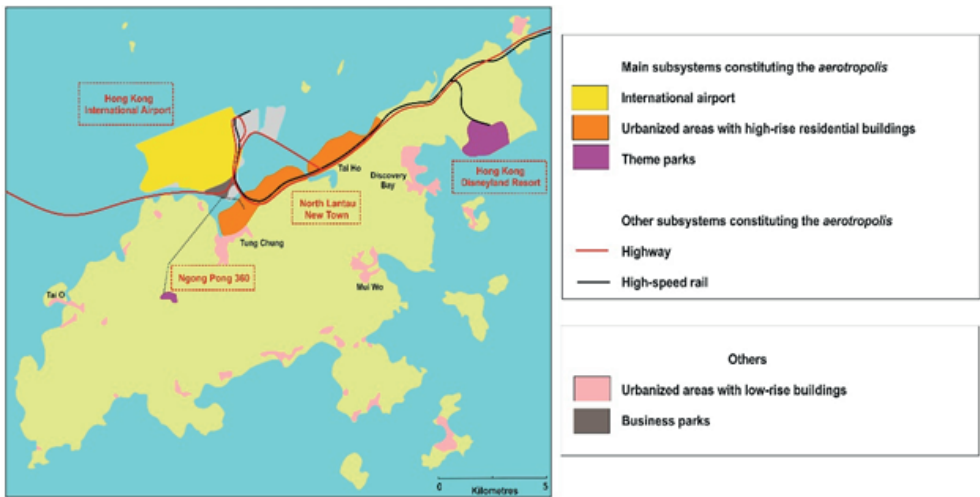 Hong Kong
International Airport
Tai Ho
Discovery
Bay
Hong Kong
Disneyland Resort
North Lantau
New Town
Tung Chung
Ngong Pong 360
Mui Wo
Tai O
0
5
Kilometres
Main subsystems constituting the aerotropolis
International airport
Urbanized areas with high-rise residential buildings
Theme parks
Other subsystems constituting the aerotropolis
Highway
High-speed rail
Others
Urbanized areas with low-rise buildings
Business parks